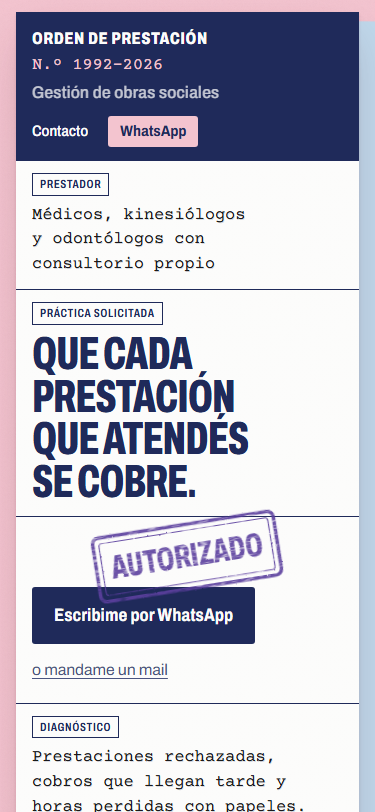 ORDEN DE PRESTACIÓN
N.º 1992-2026
Gestión de obras sociales
Contacto WhatsApp
PRESTADOR
Médicos, kinesiólogos
y odontólogos con
consultorio propio
PRÁCTICA SOLICITADA
QUE CADA
PRESTACIÓN
QUE ATENDÉS
SE COBRE.
AUTORIZADO
Escribime por WhatsApp
o mandame un mail
DIAGNÓSTICO
Prestaciones rechazadas,
cobros que llegan tarde y
horas perdidas con papeles.